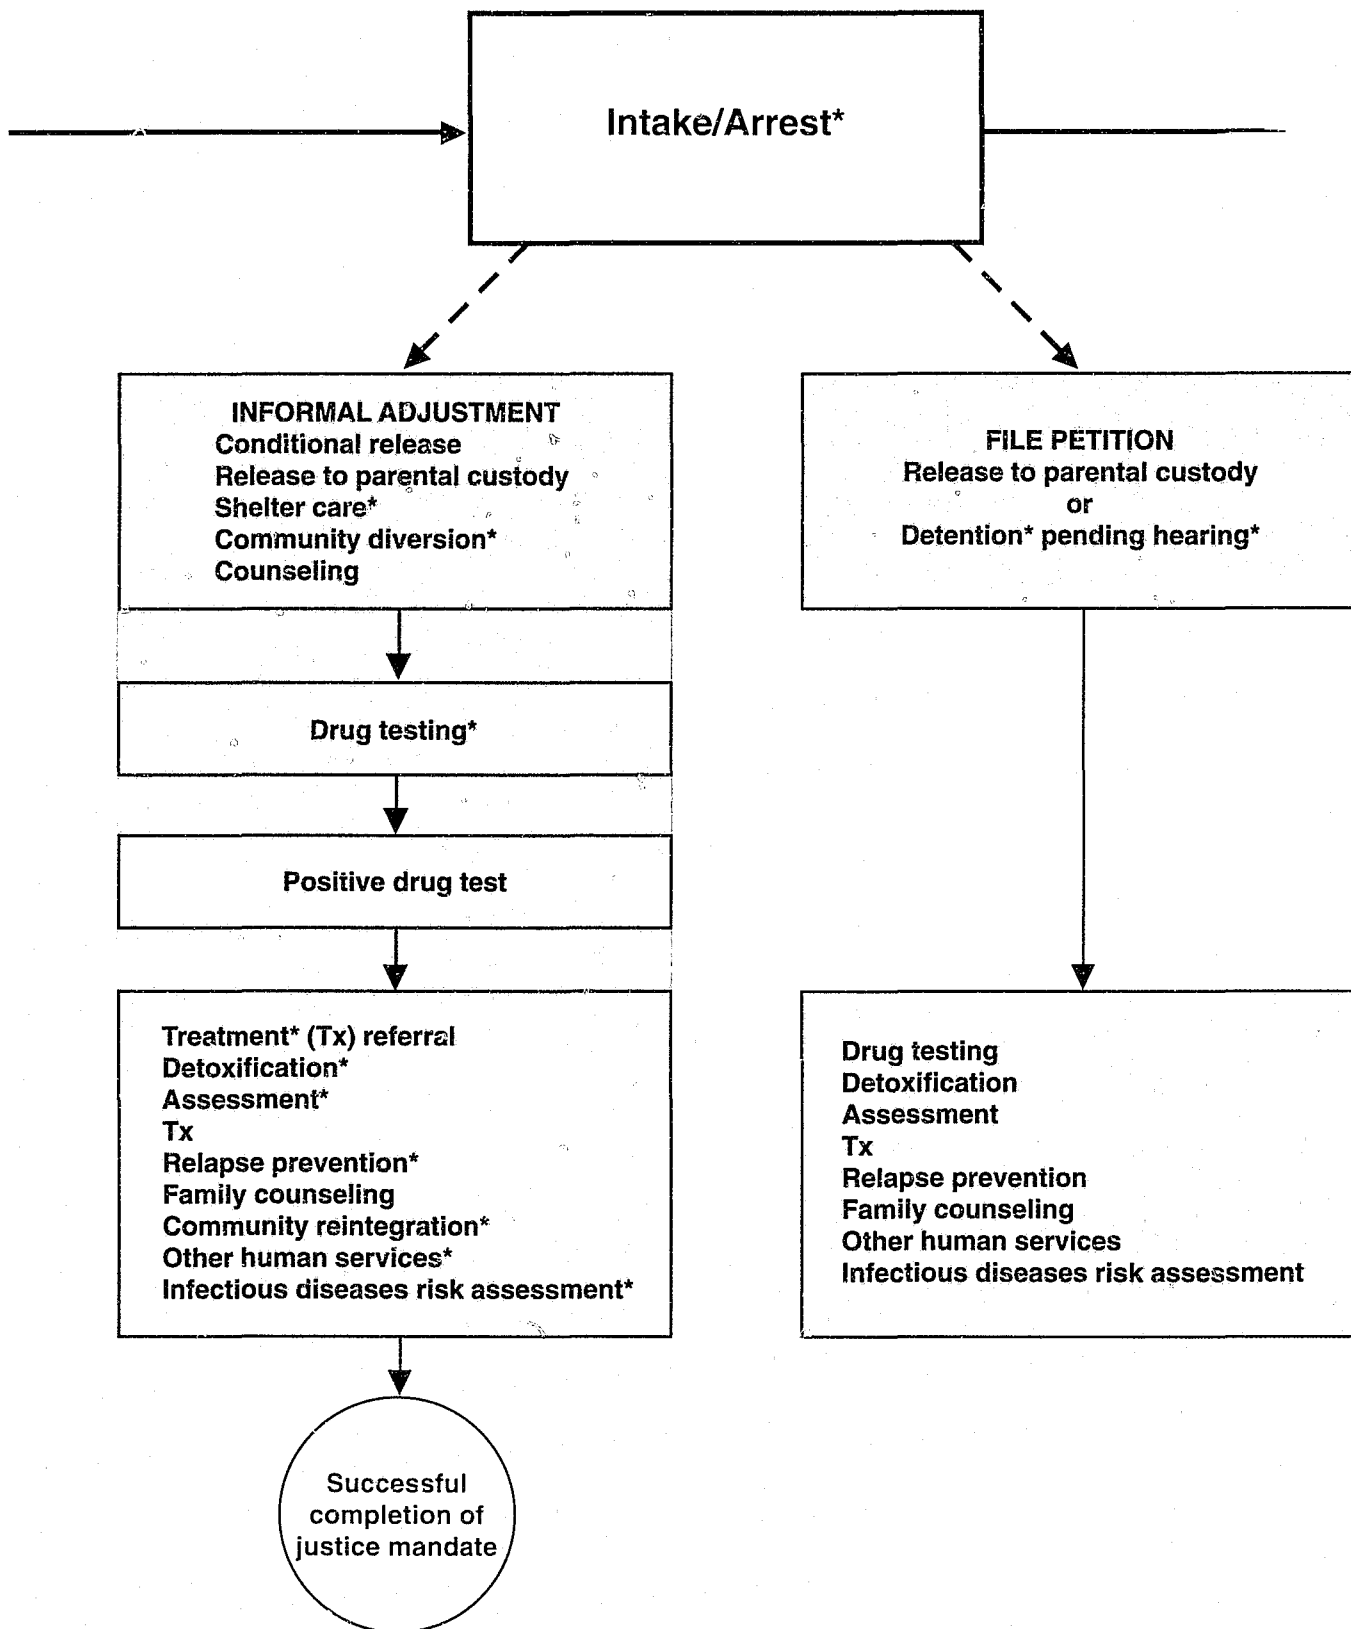 Intake/Arrest*
INFORMAL ADJUSTMENT
Conditional release
Release to parental custody
Shelter care*
Community diversion*
Counseling
FILE PETITION
Release to parental custody
or
Detention* pending hearing*
Drug testing*
Positive drug test
Treatment* (Tx) referral
Detoxification*
Assessment*
Tx
Relapse prevention*
Family counseling
Community reintegration*
Other human services*
Infectious diseases risk assessment*
Drug testing
Detoxification
Assessment
Tx
Relapse prevention
Family counseling
Other human services
Infectious diseases risk assessment
Successful
completion of
justice mandate